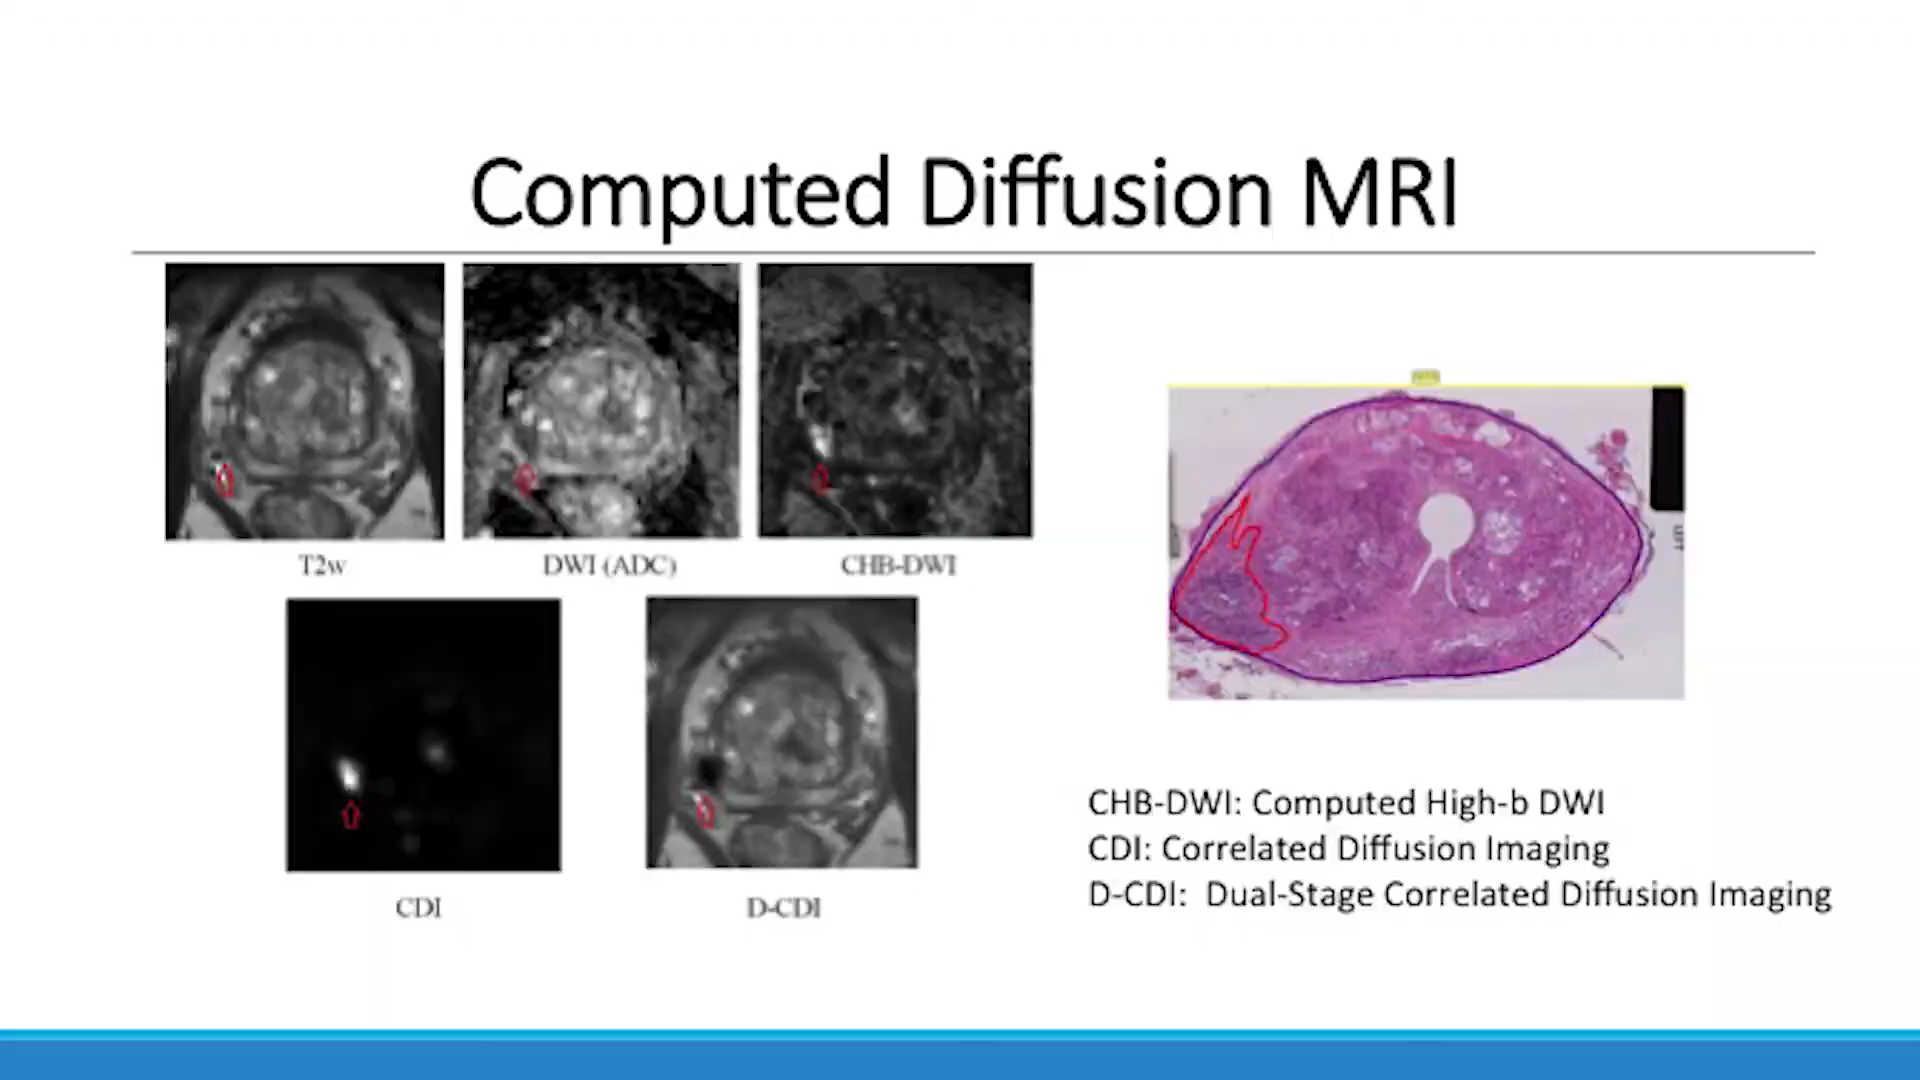 Computed Diffusion MRI
T2w
DWI (ADC)
CHB-DWI
CDI
D-CDI
LEFT
CHB-DWI: Computed High-b DWI
CDI: Correlated Diffusion Imaging
D-CDI: Dual-Stage Correlated Diffusion Imaging